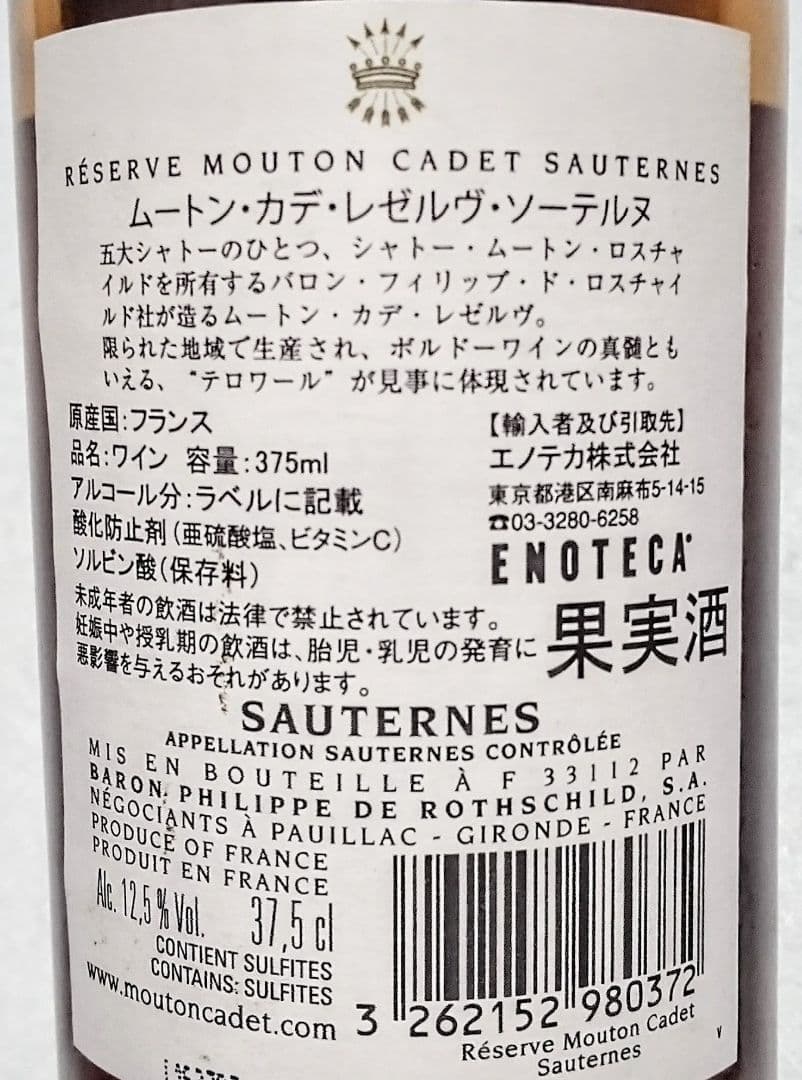 RÉSERVE MOUTON CADET SAUTERNES
ムートン・カデ・レゼルヴ・ソーテルヌ
五大シャトーのひとつ、シャトー・ムートン・ロスチャ
イルドを所有するバロン・フィリップ・ド・ロスチャイ
ルド社が造るムートン・カデ・レゼルヴ。
限られた地域で生産され、ボルドーワインの真髄とも
いえる、“テロワール”が見事に体現されています。
原産国:フランス
品名:ワイン 容量:375ml
アルコール分:ラベルに記載
酸化防止剤(亜硫酸塩、ビタミンC)
ソルビン酸(保存料)
【輸入者及び引取先】
エノテカ株式会社
東京都港区南麻布5-14-15
☎03-3280-6258
ENOTECA
未成年者の飲酒は法律で禁止されています。
妊娠中や授乳期の飲酒は、胎児・乳児の発育に
悪影響を与えるおそれがあります。
果実酒
SAUTERNES
APPELLATION SAUTERNES CONTRÔLÉE
MIS EN BOUTEILLE À F 33112 PAR
BARON PHILIPPE DE ROTHSCHILD, S.A.
NÉGOCIANTS À PAUILLAC - GIRONDE - FRANCE
PRODUCE OF FRANCE
PRODUIT EN FRANCE
Alc. 12,5 % Vol. 37,5 cl
CONTIENT SULFITES
CONTAINS: SULFITES
www.moutoncadet.com
3 262152 980372
Réserve Mouton Cadet
Sauternes
V